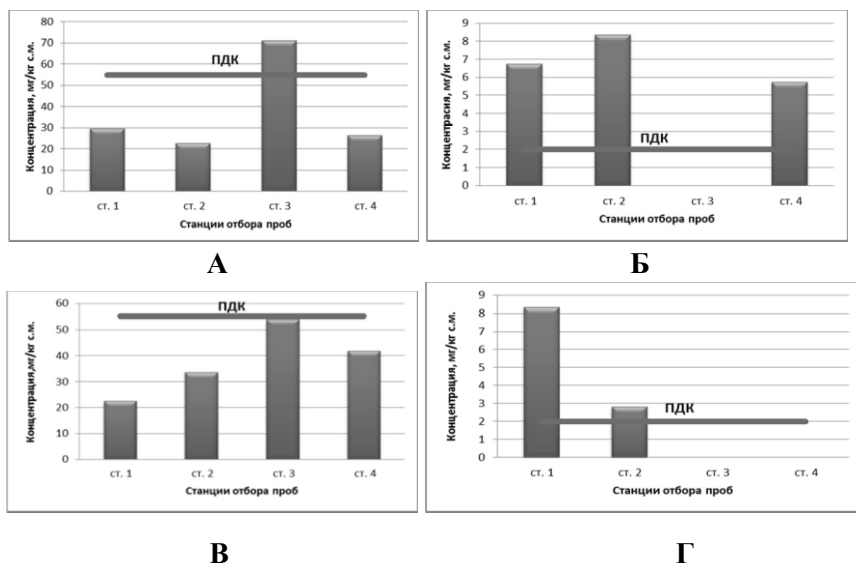 Концентрация, мг/кг с.м.
80
70
60
50
40
30
20
10
0
ПДК
ст. 1 ст. 2 ст. 3 ст. 4
Станции отбора проб
А
Концентрасия, мг/кг с.м.
9
8
7
6
5
4
3
2
1
0
ПДК
ст. 1 ст. 2 ст. 3 ст. 4
Станции отбора проб
Б
Концентрация,мг/кг с.м.
60
50
40
30
20
10
0
ПДК
ст. 1 ст. 2 ст. 3 ст. 4
Станции отбора проб
В
Концентрация, мг/кг с.м.
9
8
7
6
5
4
3
2
1
0
ПДК
ст. 1 ст. 2 ст. 3 ст. 4
Станции отбора проб
Г